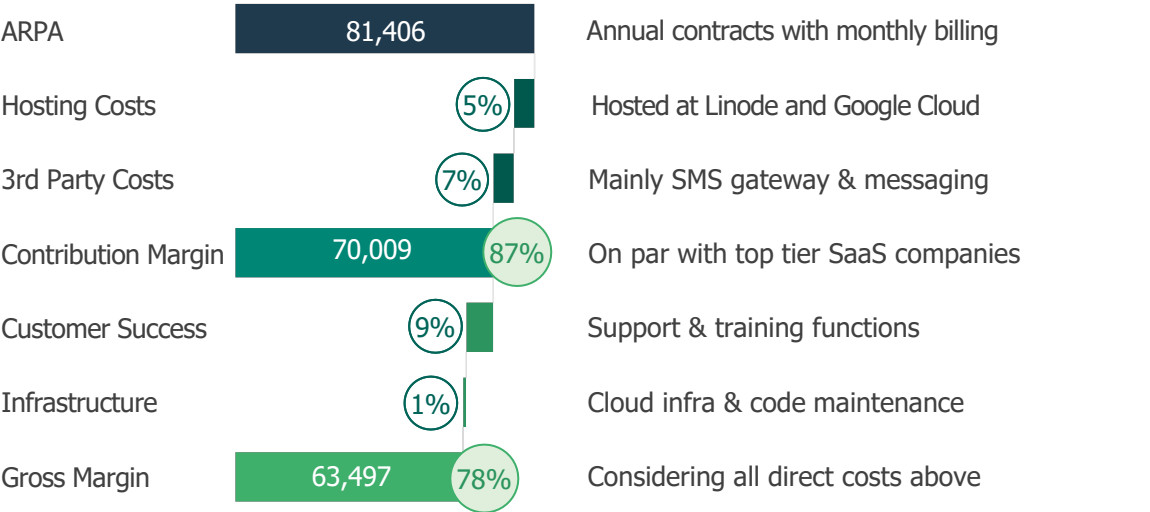 ARPA 81,406 Annual contracts with monthly billing
Hosting Costs 5% Hosted at Linode and Google Cloud
3rd Party Costs 7% Mainly SMS gateway & messaging
Contribution Margin 70,009 87% On par with top tier SaaS companies
Customer Success 9% Support & training functions
Infrastructure 1% Cloud infra & code maintenance
Gross Margin 63,497 78% Considering all direct costs above